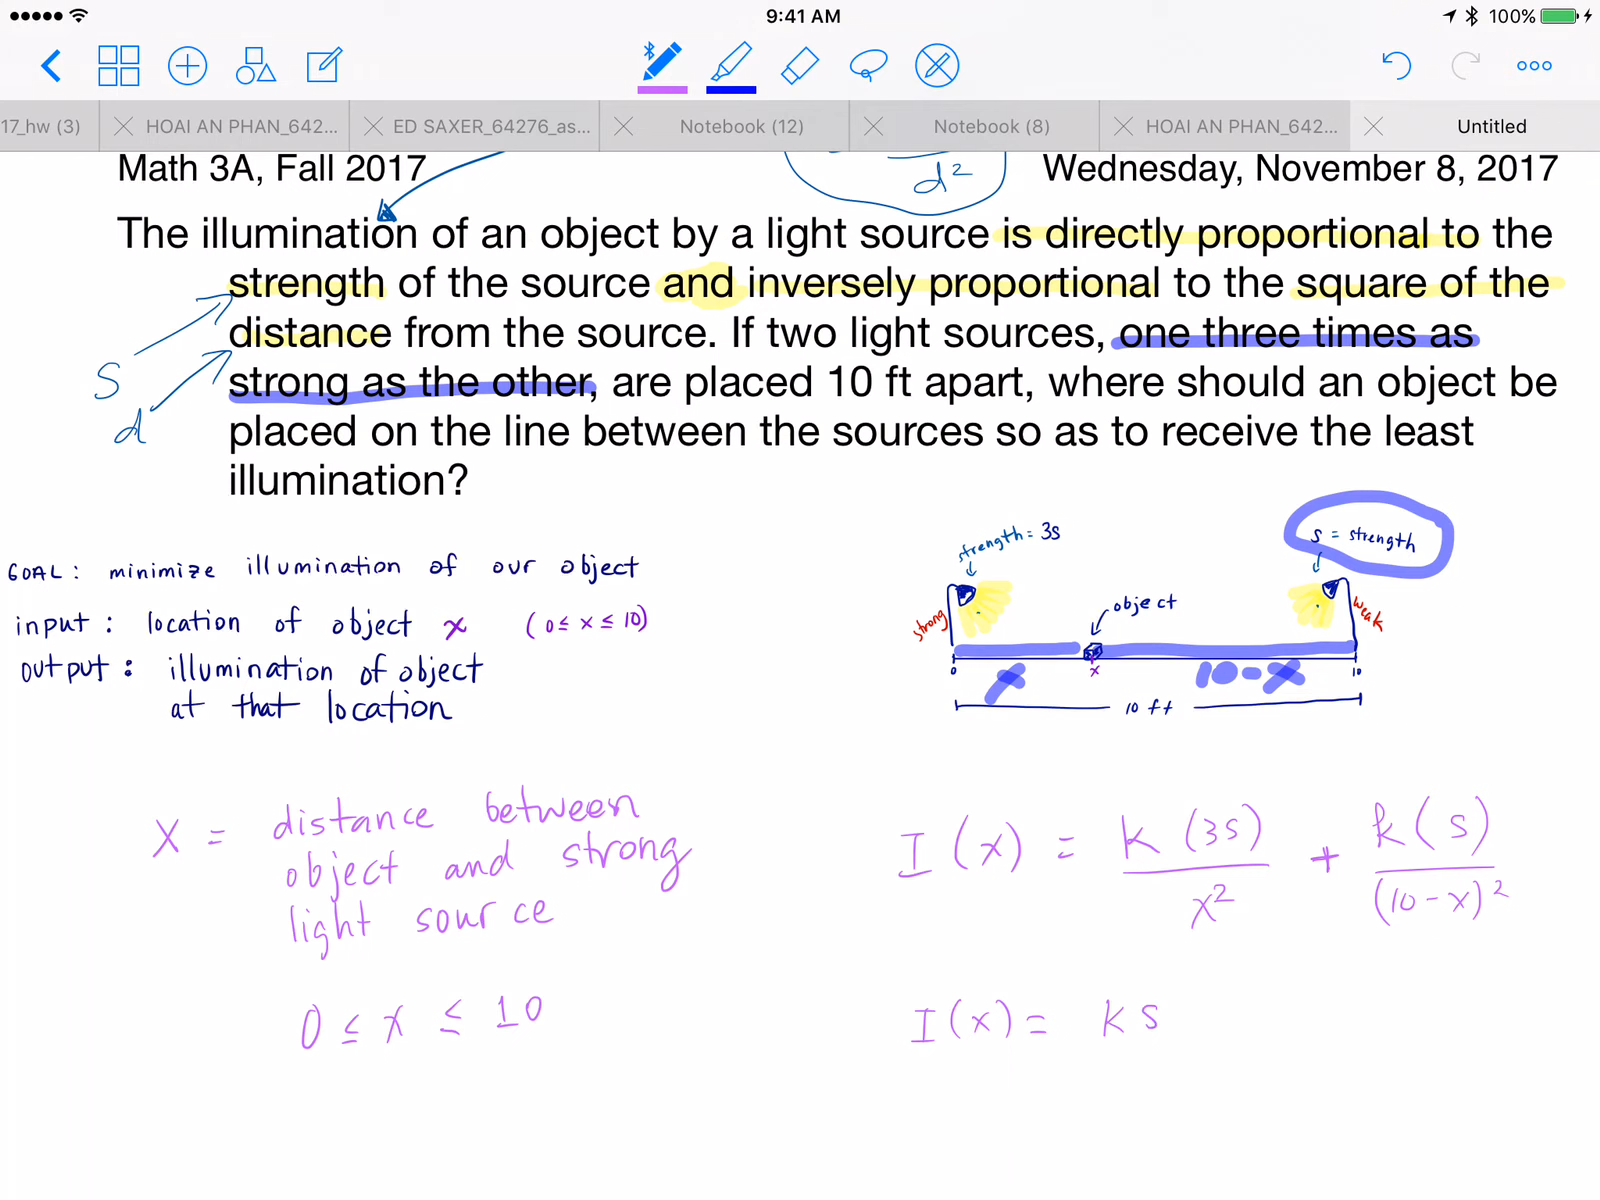 9:41 AM
100%
17_hw (3)
HOAI AN PHAN_642...
ED SAXER_64276_as...
Notebook (12)
Notebook (8)
HOAI AN PHAN_642...
Untitled
d²
Math 3A, Fall 2017
Wednesday, November 8, 2017
The illumination of an object by a light source is directly proportional to the
strength of the source and inversely proportional to the square of the
distance from the source. If two light sources, one three times as
strong as the other, are placed 10 ft apart, where should an object be
placed on the line between the sources so as to receive the least
illumination?
s
d
GOAL: minimize illumination of our object
input: location of object x (0 ≤ x ≤ 10)
output: illumination of object
at that location
strength = 3s
s = strength
strong
object
weak
0
x
10
x
10-x
10 ft
X = distance between
object and strong
light source
0 ≤ x ≤ 10
I(x) = k(3s)/x² + k(s)/(10-x)²
I(x) = ks